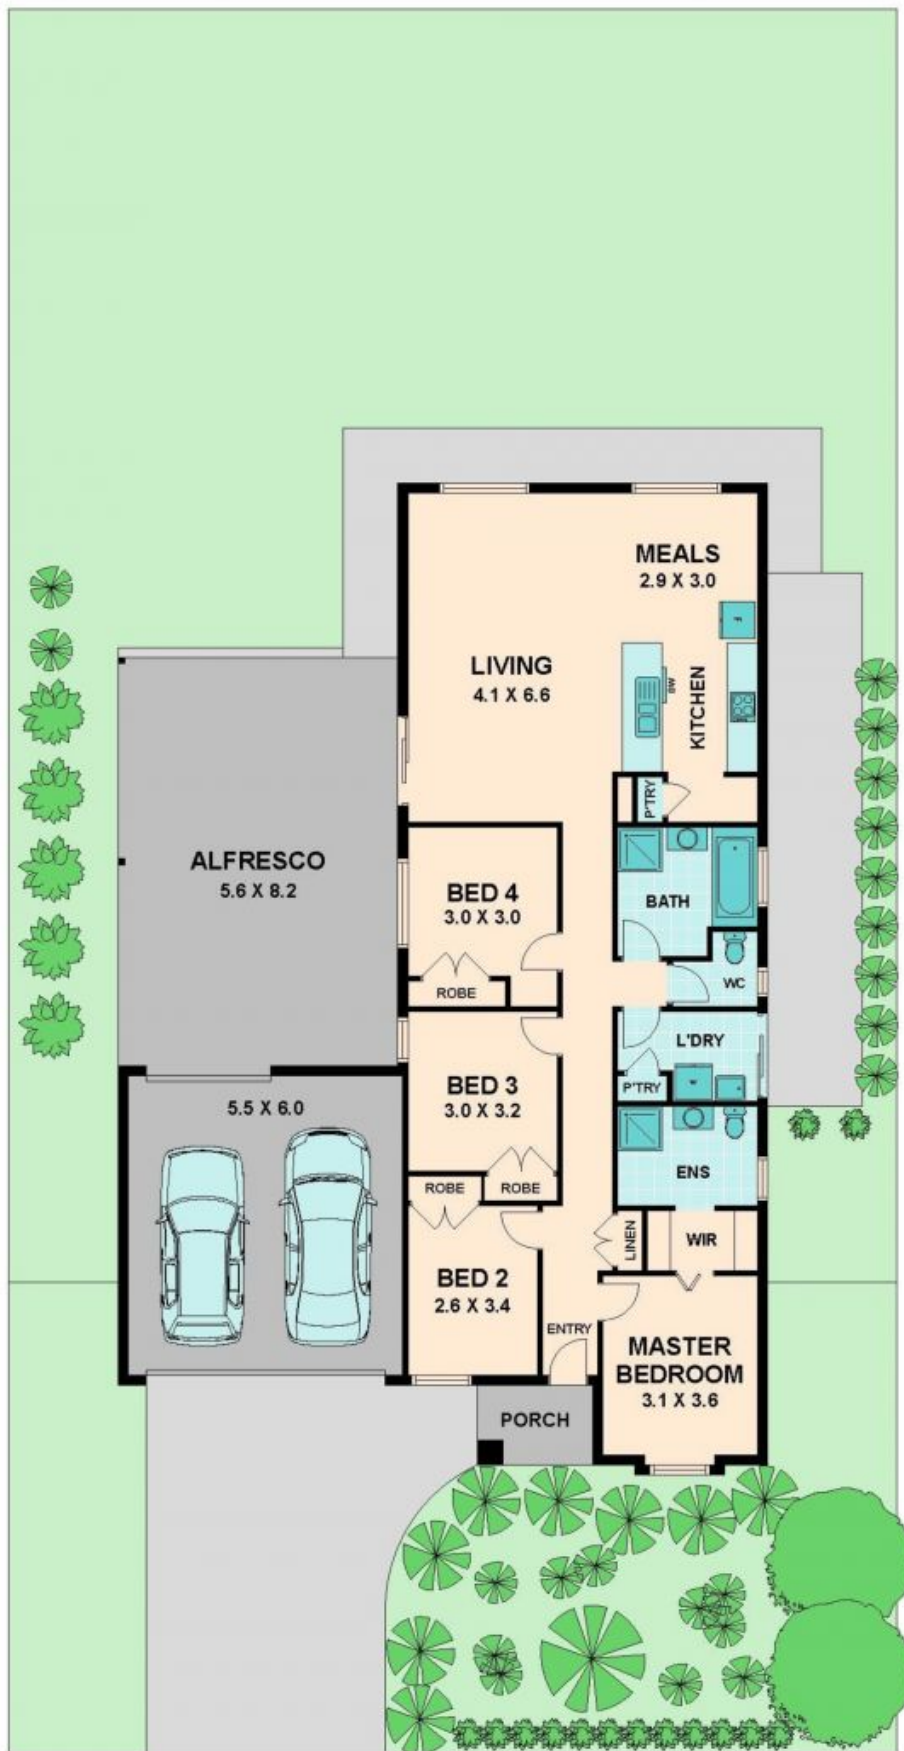 MEALS
2.9 X 3.0
F
LIVING
4.1 X 6.6
DW
KITCHEN
P'TRY
ALFRESCO
5.6 X 8.2
BED 4
3.0 X 3.0
ROBE
BATH
WC
L'DRY
P'TRY
BED 3
3.0 X 3.2
5.5 X 6.0
ROBE
ROBE
ENS
LINEN
WIR
BED 2
2.6 X 3.4
ENTRY
MASTER
BEDROOM
3.1 X 3.6
PORCH